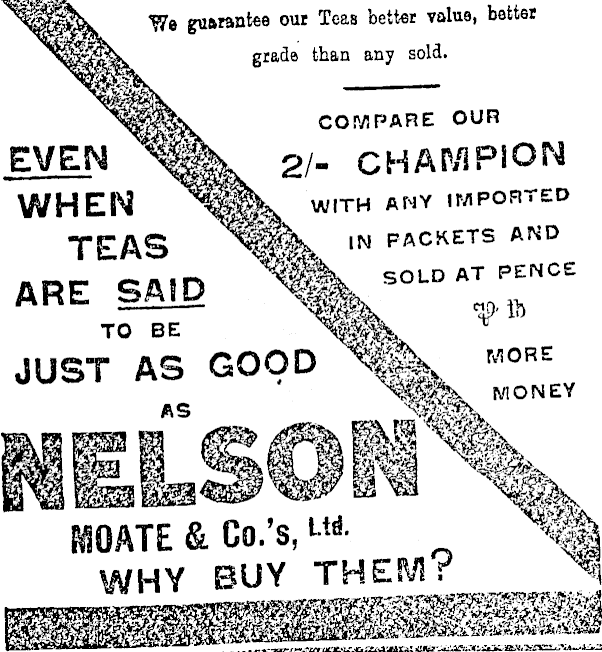 We guarantee our Teas better value, better
grade than any sold.
COMPARE OUR
2/- CHAMPION
WITH ANY IMPORTED
IN PACKETS AND
SOLD AT PENCE
℔ lb
MORE
MONEY
EVEN
WHEN
TEAS
ARE SAID
TO BE
JUST AS GOOD
AS
NELSON
MOATE & Co.'s, Ltd.
WHY BUY THEM?